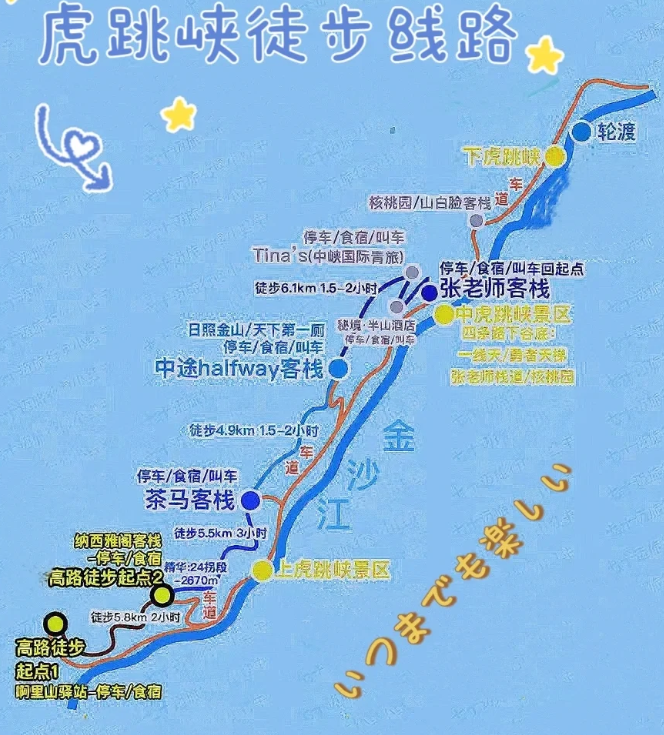 虎跳峡徒步线路
轮渡
下虎跳峡
车
道
核桃园/山白脸客栈
停车/食宿/叫车
Tina's(中峡国际青旅)
停车/食宿/叫车回起点
张老师客栈
徒步6.1km 1.5-2小时
中虎跳峡景区
四条路下谷底:
一线天/勇者天梯
张老师栈道/核桃园
秘境·半山酒店
停车/食宿/叫车
日照金山/天下第一厕
停车/食宿/叫车
中途halfway客栈
徒步4.9km 1.5-2小时
车
道
金
沙
江
停车/食宿/叫车
茶马客栈
徒步5.5km 3小时
纳西雅阁客栈
-停车/食宿
高路徒步起点2
精华:24拐段
-2670m
上虎跳峡景区
车
道
徒步5.8km 2小时
高路徒步
起点1
啊里山驿站-停车/食宿
いつまでも楽しい